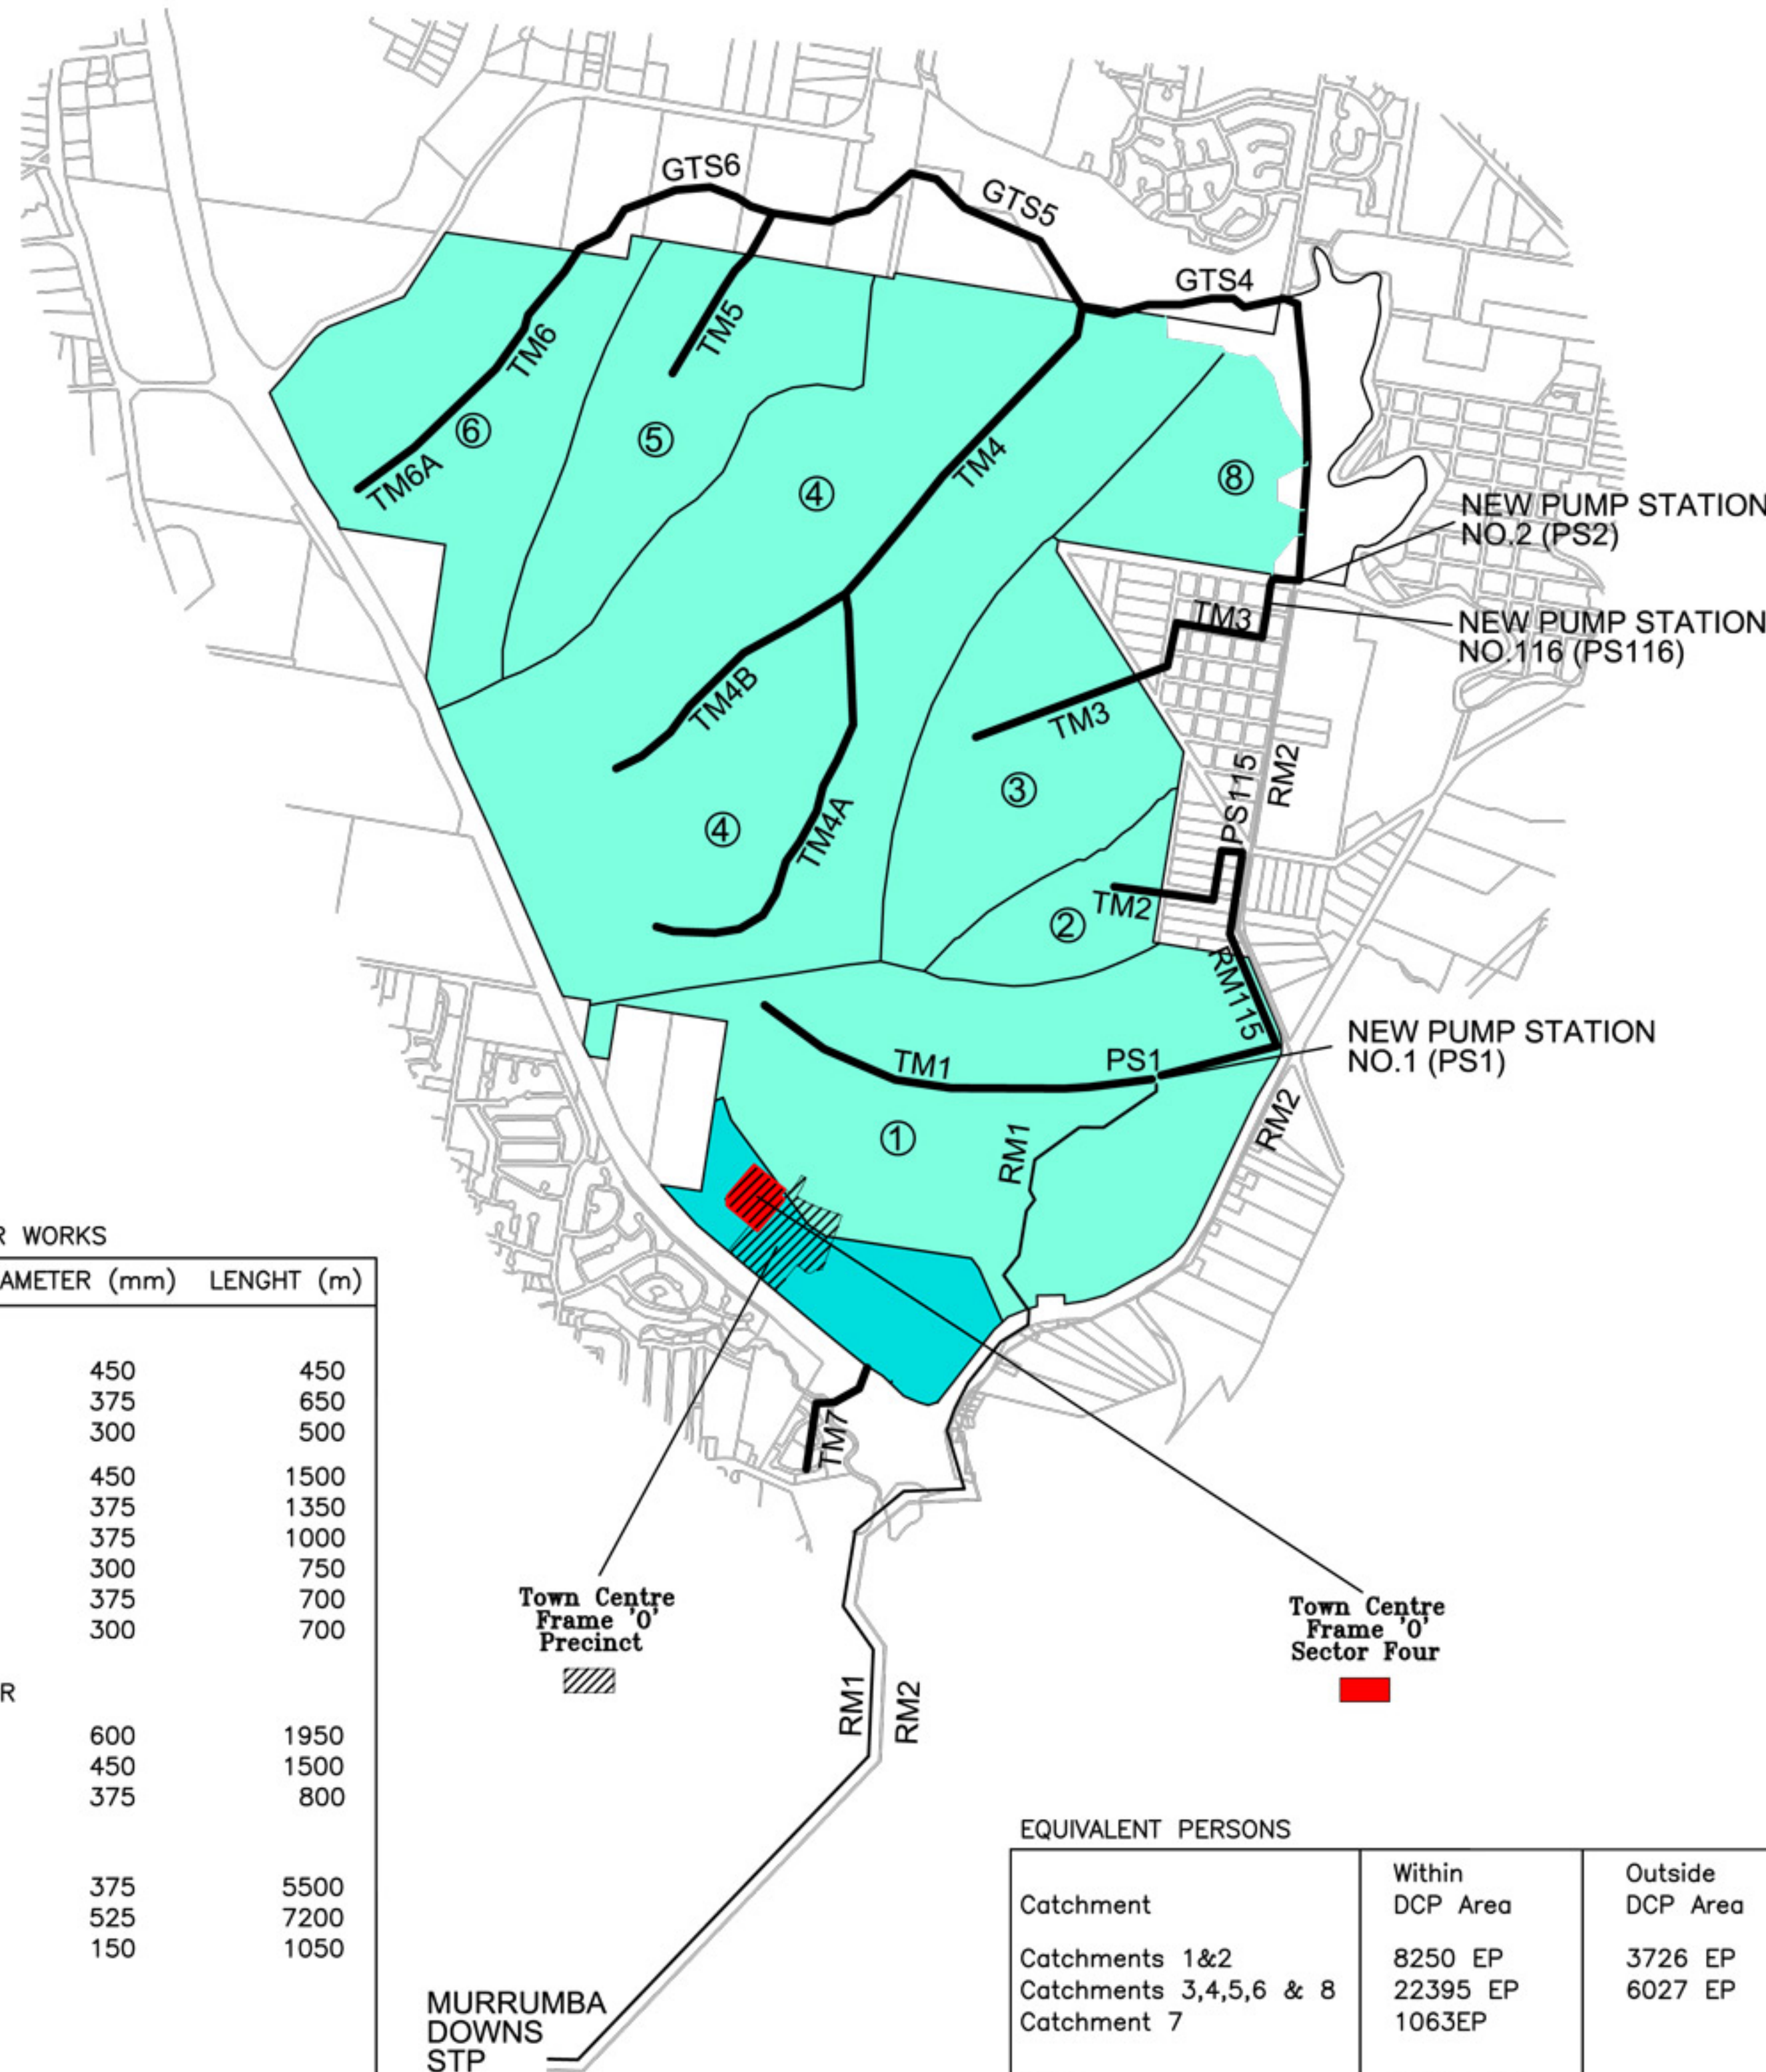 GTS6
GTS5
GTS4
TM6
TM5
TM6A
⑥
⑤
④
TM4
⑧
NEW PUMP STATION
NO.2 (PS2)
TM3
NEW PUMP STATION
NO.116 (PS116)
TM4B
TM3
RM2
PS115
③
④
TM4A
TM2
②
RM115
NEW PUMP STATION
NO.1 (PS1)
TM1
PS1
RM2
①
RM1
TM7
R WORKS
AMETER (mm) LENGHT (m)
450 450
375 650
300 500
450 1500
375 1350
375 1000
300 750
375 700
300 700
R
600 1950
450 1500
375 800
375 5500
525 7200
150 1050
Town Centre
Frame '0'
Precinct
Town Centre
Frame '0'
Sector Four
RM1
RM2
MURRUMBA
DOWNS
STP
EQUIVALENT PERSONS
Within Outside
Catchment DCP Area DCP Area
Catchments 1&2 8250 EP 3726 EP
Catchments 3,4,5,6 & 8 22395 EP 6027 EP
Catchment 7 1063EP